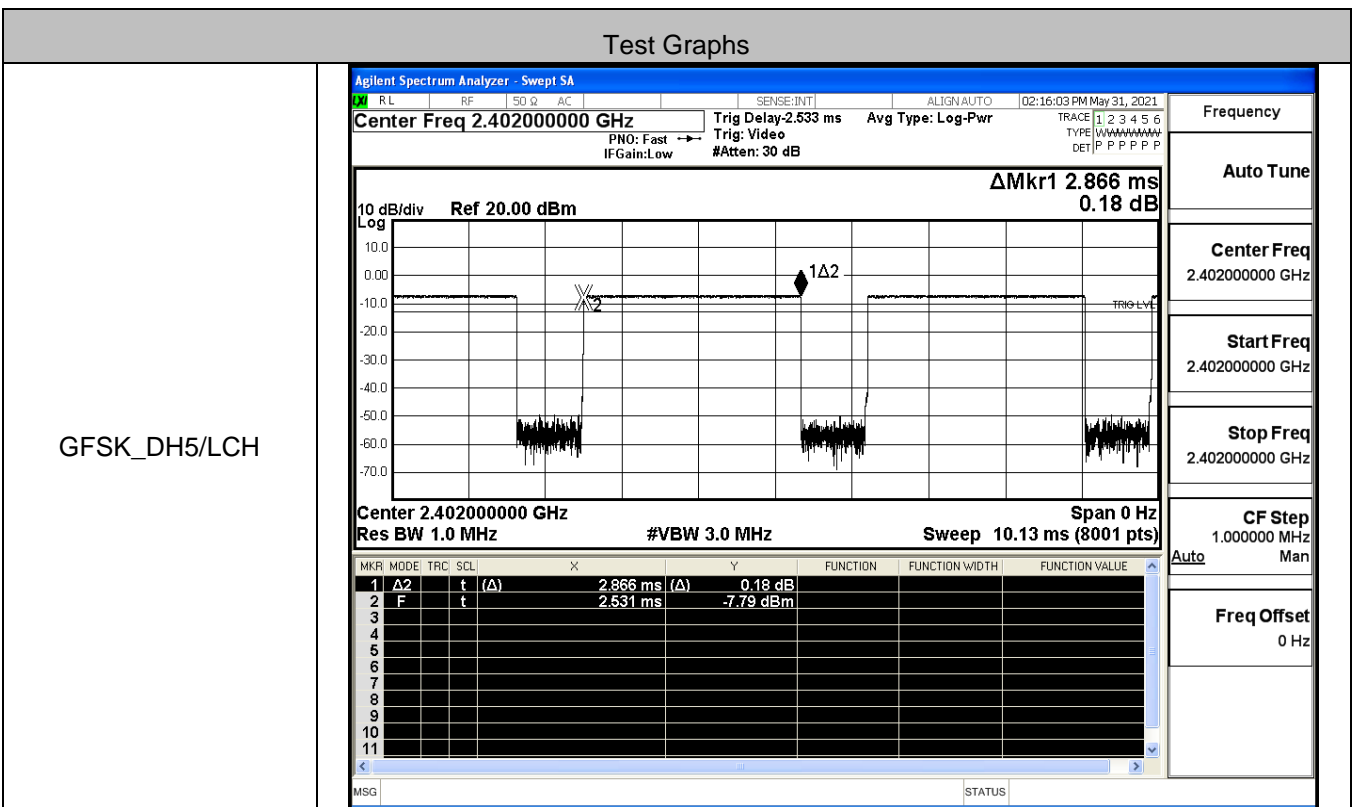 Test Graphs
GFSK_DH5/LCH
Agilent Spectrum Analyzer - Swept SA
LXI RL RF 50 Ω AC SENSE:INT ALIGN AUTO 02:16:03 PM May 31, 2021
Center Freq 2.402000000 GHz
PNO: Fast
IFGain:Low
Trig Delay-2.533 ms
Trig: Video
#Atten: 30 dB
Avg Type: Log-Pwr
TRACE 1 2 3 4 5 6
TYPE WWWWWW
DET P P P P P P
ΔMkr1 2.866 ms
0.18 dB
10 dB/div Ref 20.00 dBm
Log
10.0
0.00
-10.0
-20.0
-30.0
-40.0
-50.0
-60.0
-70.0
1Δ2
2
TRIG LVL
Center 2.402000000 GHz Span 0 Hz
Res BW 1.0 MHz #VBW 3.0 MHz Sweep 10.13 ms (8001 pts)
MKR MODE TRC SCL X Y FUNCTION FUNCTION WIDTH FUNCTION VALUE
1 Δ2 t (Δ) 2.866 ms (Δ) 0.18 dB
2 F t 2.531 ms -7.79 dBm
3
4
5
6
7
8
9
10
11
MSG STATUS
Frequency
Auto Tune
Center Freq
2.402000000 GHz
Start Freq
2.402000000 GHz
Stop Freq
2.402000000 GHz
CF Step
1.000000 MHz
Auto Man
Freq Offset
0 Hz